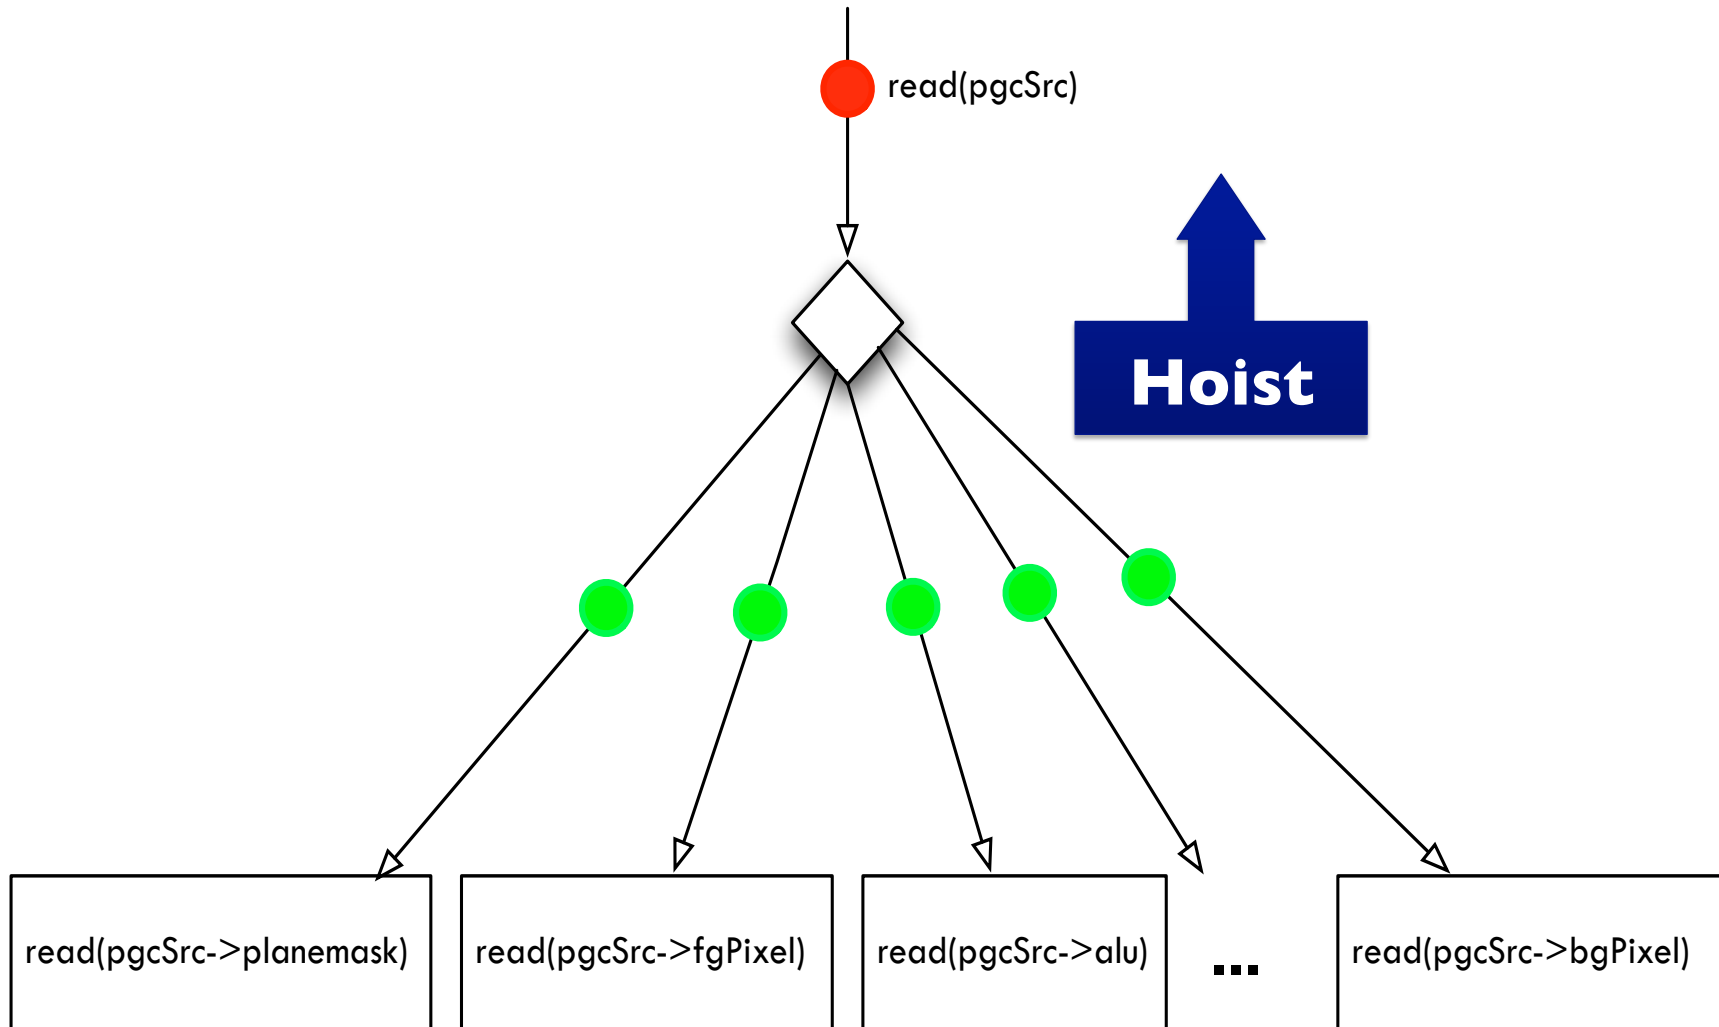 read(pgcSrc)
Hoist
read(pgcSrc->planemask)
read(pgcSrc->fgPixel)
read(pgcSrc->alu)
...
read(pgcSrc->bgPixel)